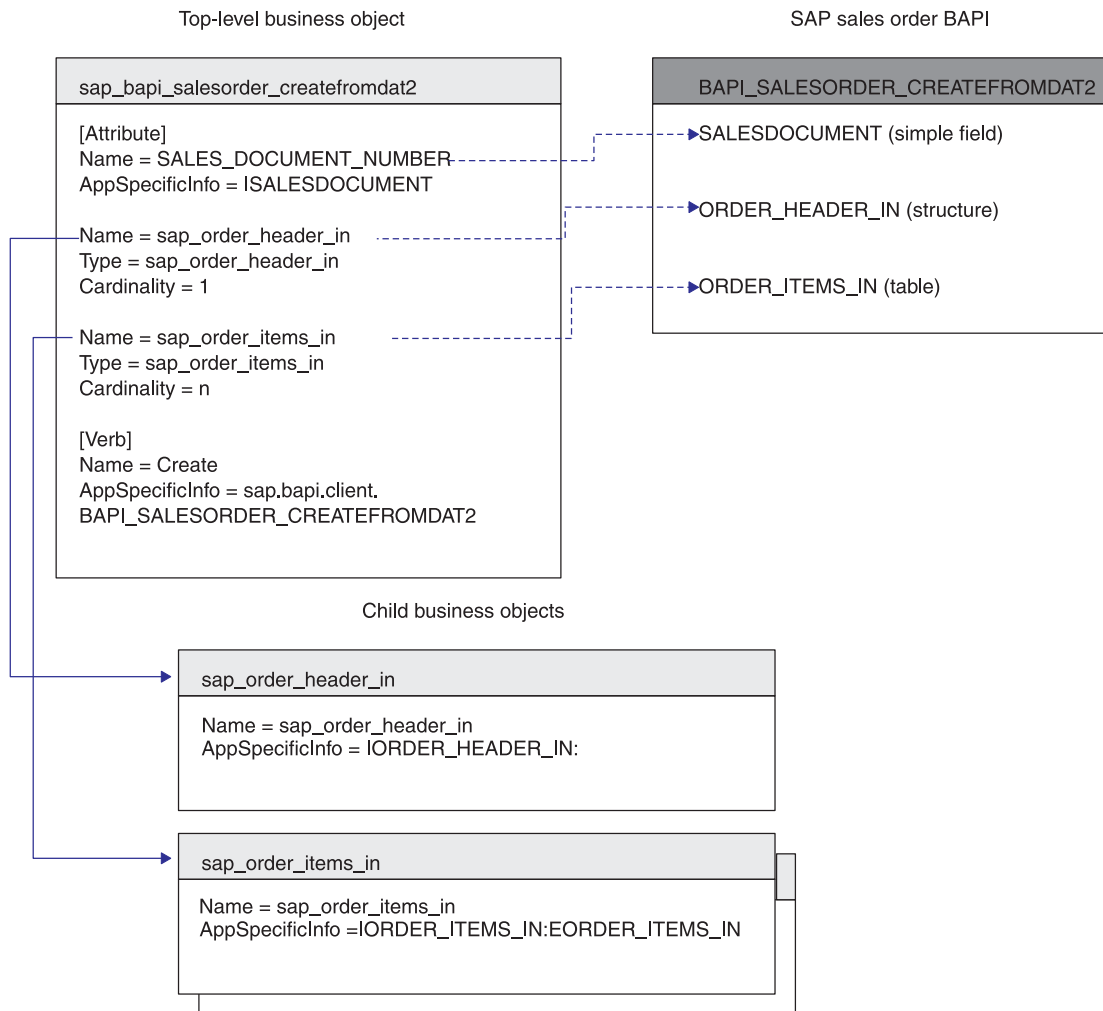 Top-level business object
SAP sales order BAPI
sap_bapi_salesorder_createfromdat2
[Attribute]
Name = SALES_DOCUMENT_NUMBER
AppSpecificInfo = ISALESDOCUMENT
Name = sap_order_header_in
Type = sap_order_header_in
Cardinality = 1
Name = sap_order_items_in
Type = sap_order_items_in
Cardinality = n
[Verb]
Name = Create
AppSpecificInfo = sap.bapi.client.
BAPI_SALESORDER_CREATEFROMDAT2
BAPI_SALESORDER_CREATEFROMDAT2
SALESDOCUMENT (simple field)
ORDER_HEADER_IN (structure)
ORDER_ITEMS_IN (table)
Child business objects
sap_order_header_in
Name = sap_order_header_in
AppSpecificInfo = IORDER_HEADER_IN:
sap_order_items_in
Name = sap_order_items_in
AppSpecificInfo =IORDER_ITEMS_IN:EORDER_ITEMS_IN